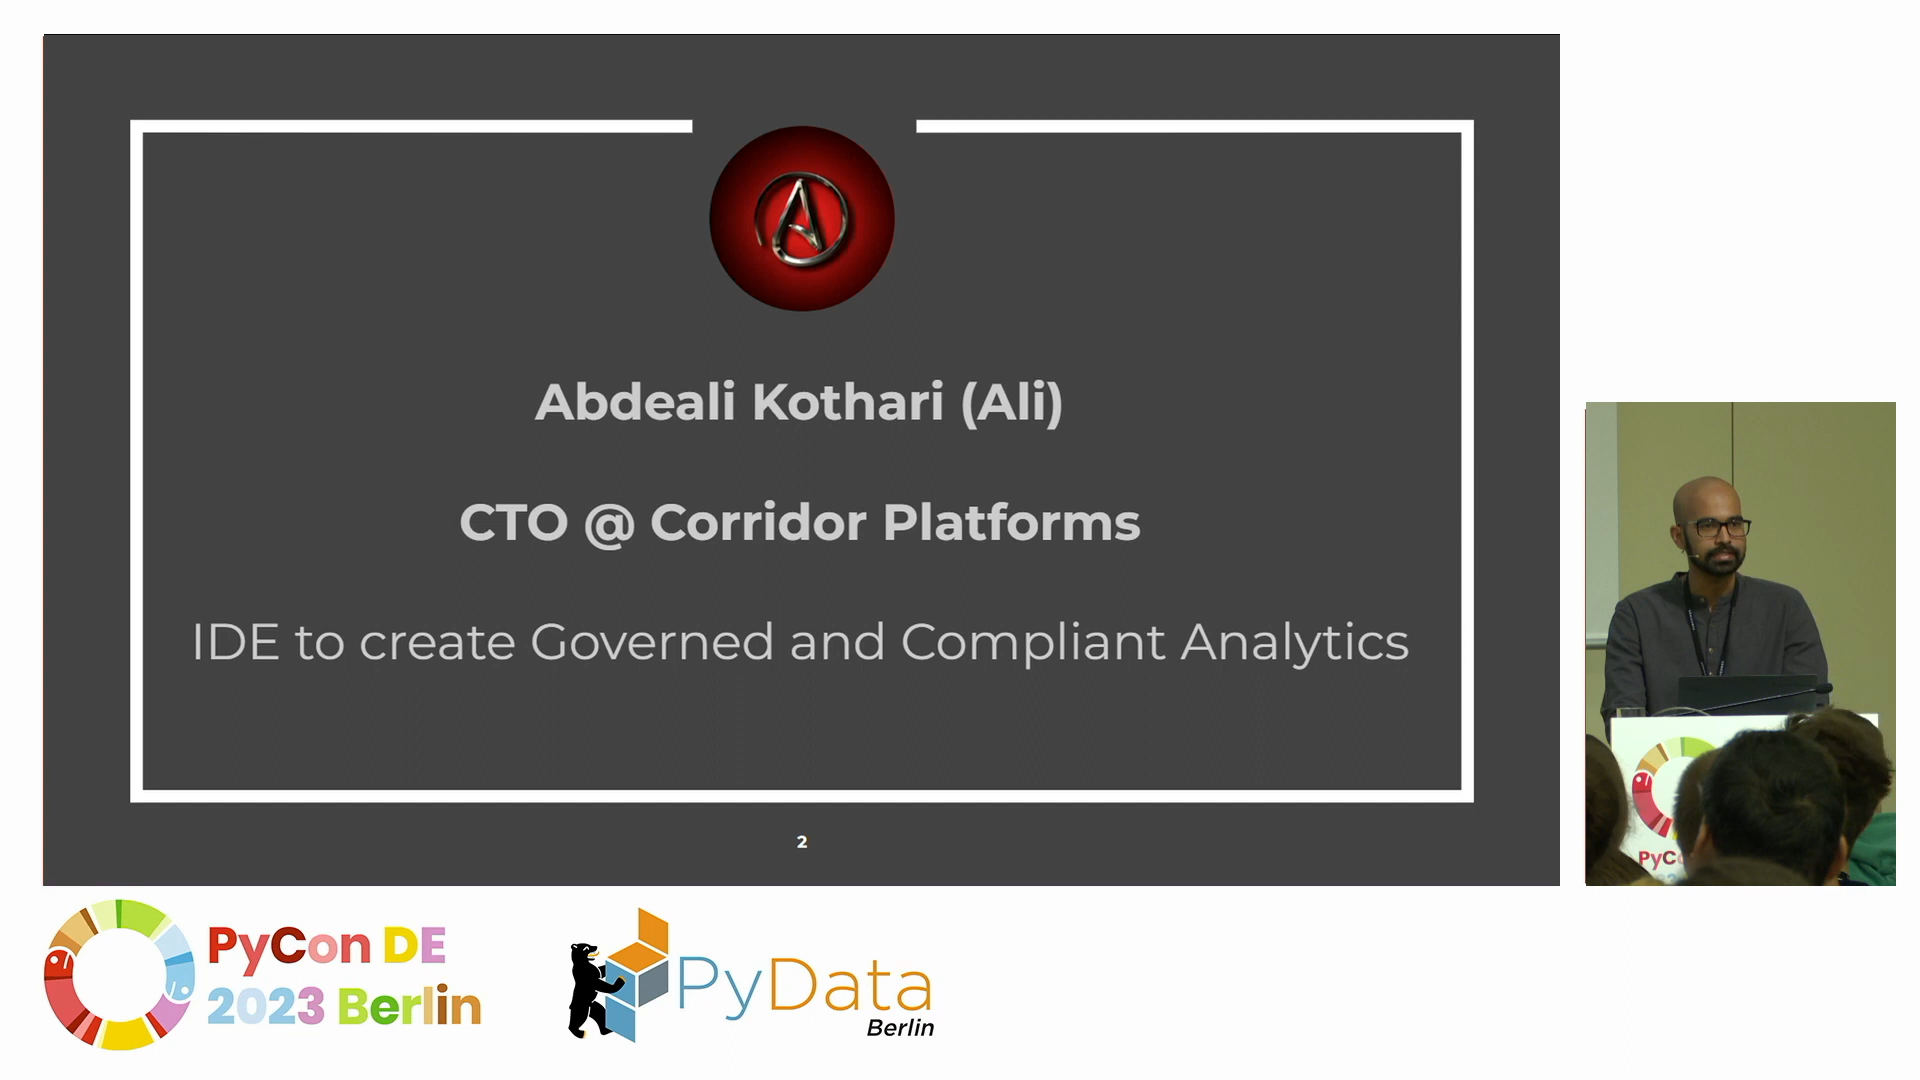 Abdeali Kothari (Ali)
CTO @ Corridor Platforms
IDE to create Governed and Compliant Analytics
2
PyCon DE
2023 Berlin
PyData
Berlin